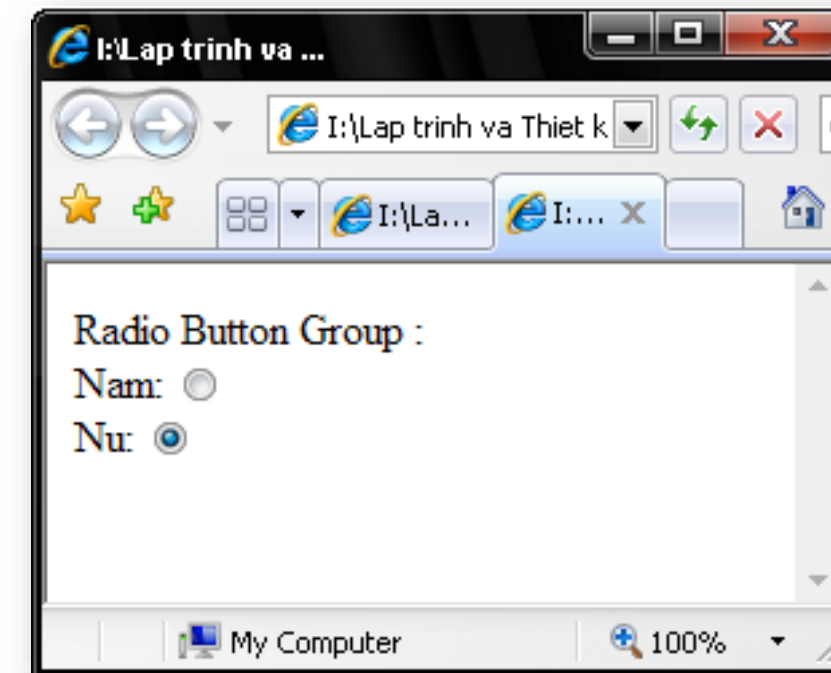 I:\Lap trinh va ...
I:\Lap trinh va Thiet k
I:\La... I:...
Radio Button Group :
Nam:
Nu:
My Computer 100%